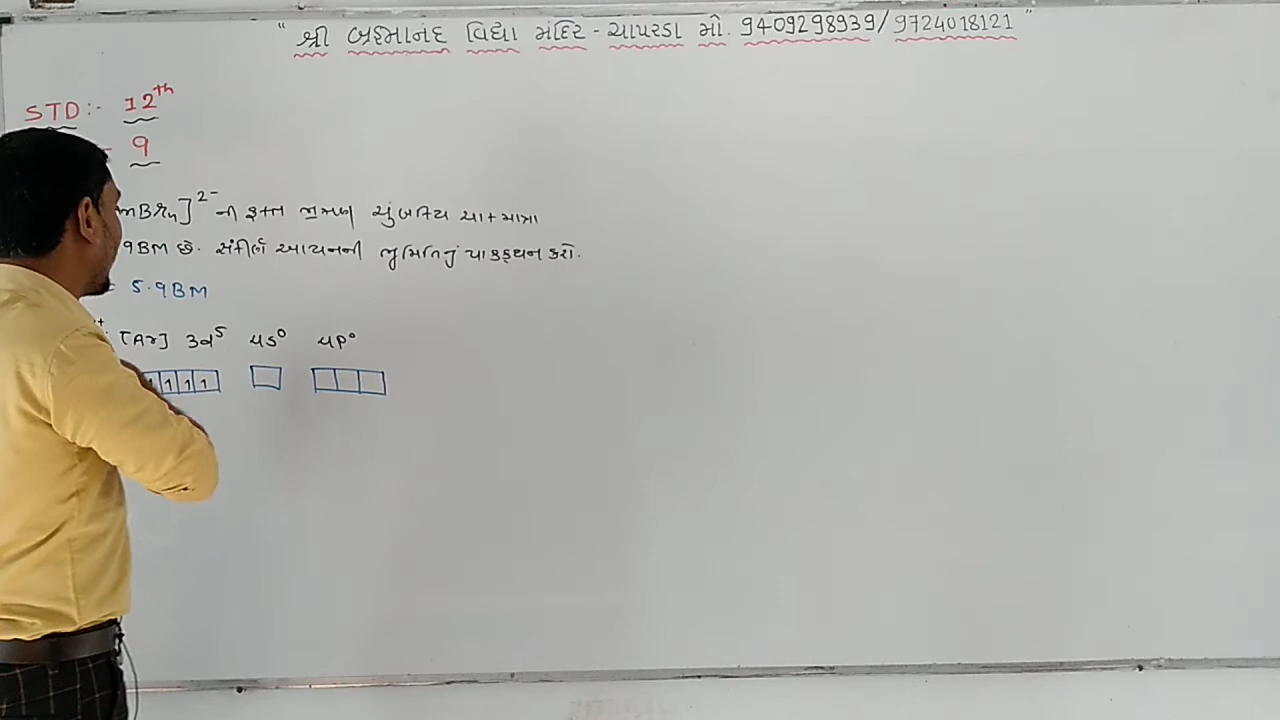 " શ્રી બ્રહ્માનંદ વિદ્યા મંદિર - ચાપરડા મો. 9409298939/9724018121 "
STD:- 12th
9
nBr4]2- ની ફક્ત ભ્રમણ ચુંબકીય ચાકમાત્રા
9BM છે. સંકીર્ણ આયનની ભૂમિતિનું પ્રાકકથન કરો.
5.9BM
[Ar] 3d5 4s0 4p0
1 1 1